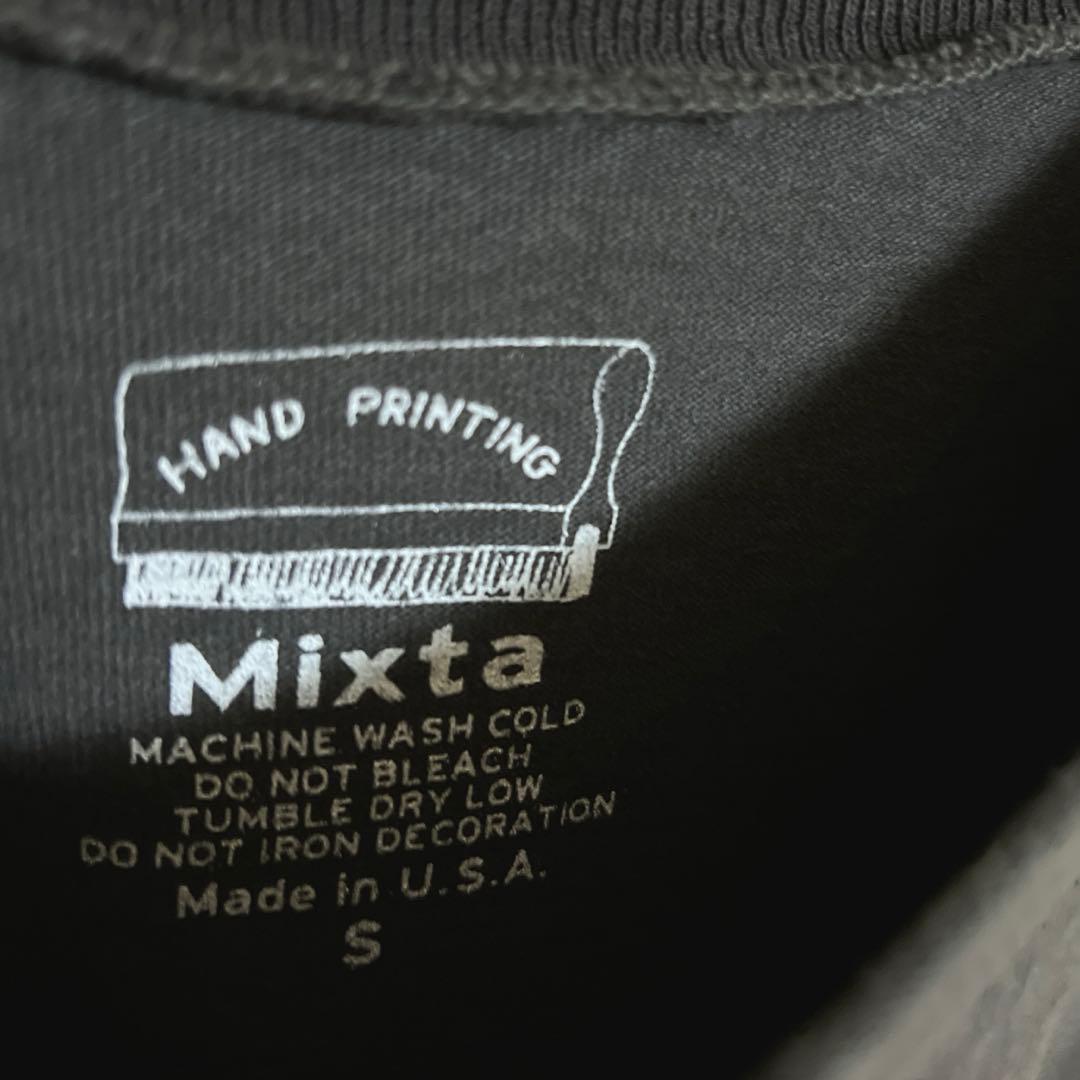 HAND PRINTING
Mixta
MACHINE WASH COLD
DO NOT BLEACH
TUMBLE DRY LOW
DO NOT IRON DECORATION
Made in U.S.A.
S